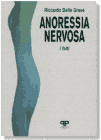 Riccardo Dalle Grave
ANORESSIA
NERVOSA
i fatti